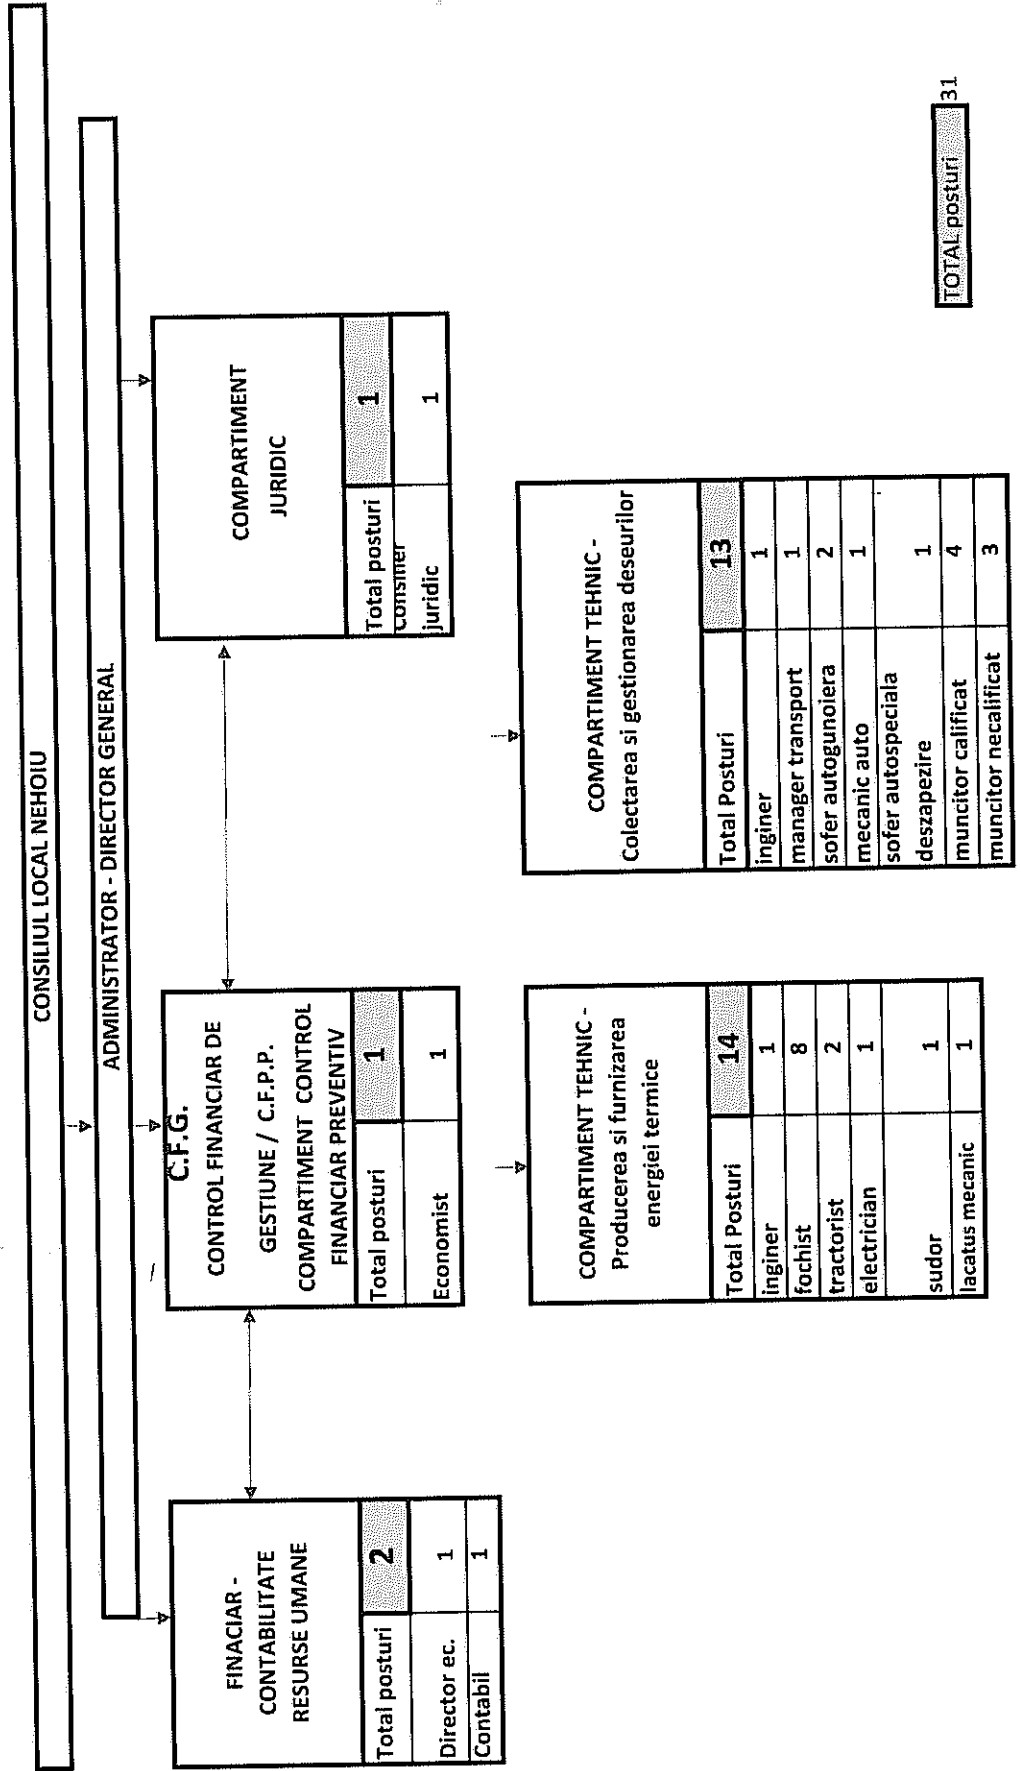 CONSILIUL LOCAL NEHOIU
ADMINISTRATOR - DIRECTOR GENERAL
FINACIAR -
CONTABILITATE
RESURSE UMANE
Total posturi 2
Director ec. 1
Contabil 1
C.F.G.
CONTROL FINANCIAR DE
GESTIUNE / C.F.P.P.
COMPARTIMENT CONTROL
FINANCIAR PREVENTIV
Total posturi 1
Economist 1
COMPARTIMENT
JURIDIC
Total posturi 1
consilier
juridic 1
COMPARTIMENT TEHNIC -
Producerea si furnizarea
energiei termice
Total Posturi 14
inginer 1
fochist 8
tractorist 2
electrician 1
sudor 1
lacatus mecanic 1
COMPARTIMENT TEHNIC -
Colectarea si gestionarea deseurilor
Total Posturi 13
inginer 1
manager transport 1
sofer autogunoiera 2
mecanic auto 1
sofer autospeciala
deszapezire 1
muncitor calificat 4
muncitor necalificat 3
TOTAL posturi 31